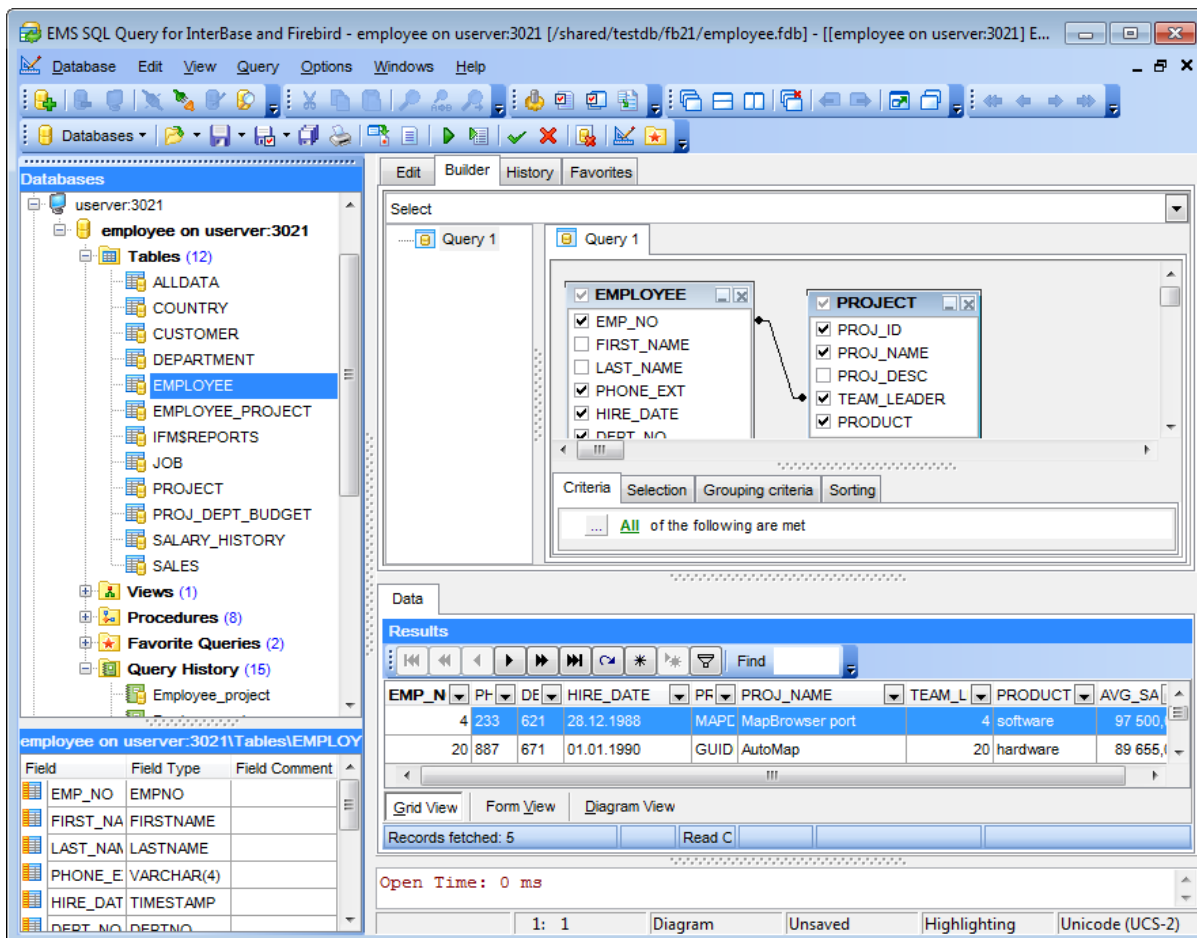 EMS SQL Query for InterBase and Firebird - employee on userver:3021 [/shared/testdb/fb21/employee.fdb] - [[employee on userver:3021] E...
Database Edit View Query Options Windows Help
Databases
Databases
userver:3021
employee on userver:3021
Tables (12)
ALLDATA
COUNTRY
CUSTOMER
DEPARTMENT
EMPLOYEE
EMPLOYEE_PROJECT
IFM$REPORTS
JOB
PROJECT
PROJ_DEPT_BUDGET
SALARY_HISTORY
SALES
Views (1)
Procedures (8)
Favorite Queries (2)
Query History (15)
Employee_project
employee on userver:3021\Tables\EMPLOY
Field Field Type Field Comment
EMP_NO EMPNO
FIRST_NA FIRSTNAME
LAST_NAM LASTNAME
PHONE_E VARCHAR(4)
HIRE_DAT TIMESTAMP
DEPT_NO DEPTNO
Edit Builder History Favorites
Select
Query 1
Query 1
EMPLOYEE
EMP_NO
FIRST_NAME
LAST_NAME
PHONE_EXT
HIRE_DATE
DEPT_NO
PROJECT
PROJ_ID
PROJ_NAME
PROJ_DESC
TEAM_LEADER
PRODUCT
Criteria Selection Grouping criteria Sorting
... All of the following are met
Data
Results
Find
EMP_N PH DE HIRE_DATE PR PROJ_NAME TEAM_L PRODUCT AVG_SA
4 233 621 28.12.1988 MAPD MapBrowser port 4 software 97 500,0
20 887 671 01.01.1990 GUID AutoMap 20 hardware 89 655,0
Grid View Form View Diagram View
Records fetched: 5 Read C
Open Time: 0 ms
1: 1 Diagram Unsaved Highlighting Unicode (UCS-2)